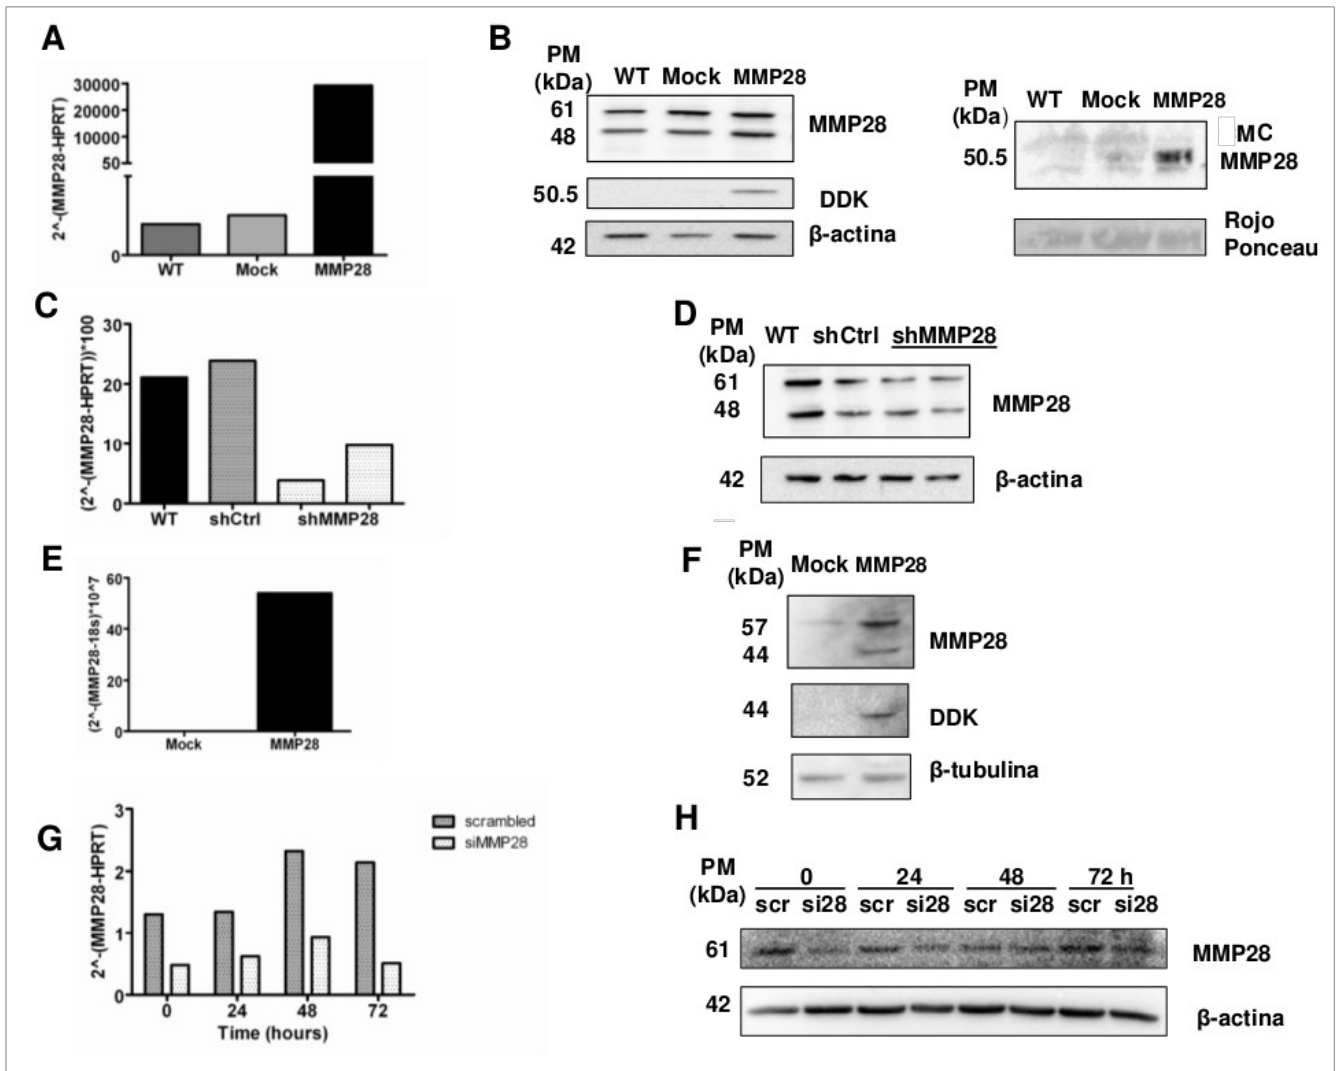 A
2^-(MMP28-HPRT)
30000
20000
10000
50
0
WT Mock MMP28
B
PM
(kDa)
WT Mock MMP28
61
48
MMP28
50.5
DDK
42
β-actina
PM
(kDa)
WT Mock MMP28
50.5
MC
MMP28
Rojo
Ponceau
C
(2^-(MMP28-HPRT))*100
30
20
10
0
WT shCtrl shMMP28
D
PM
(kDa)
WT shCtrl shMMP28
61
48
MMP28
42
β-actina
E
(2^-(MMP28-18s)*10^7
60
40
20
0
Mock MMP28
F
PM
(kDa)
Mock MMP28
57
44
MMP28
44
DDK
52
β-tubulina
G
2^-(MMP28-HPRT)
3
2
1
0
0 24 48 72
Time (hours)
scrambled
siMMP28
H
PM
(kDa)
0 24 48 72 h
scr si28 scr si28 scr si28 scr si28
61
MMP28
42
β-actina